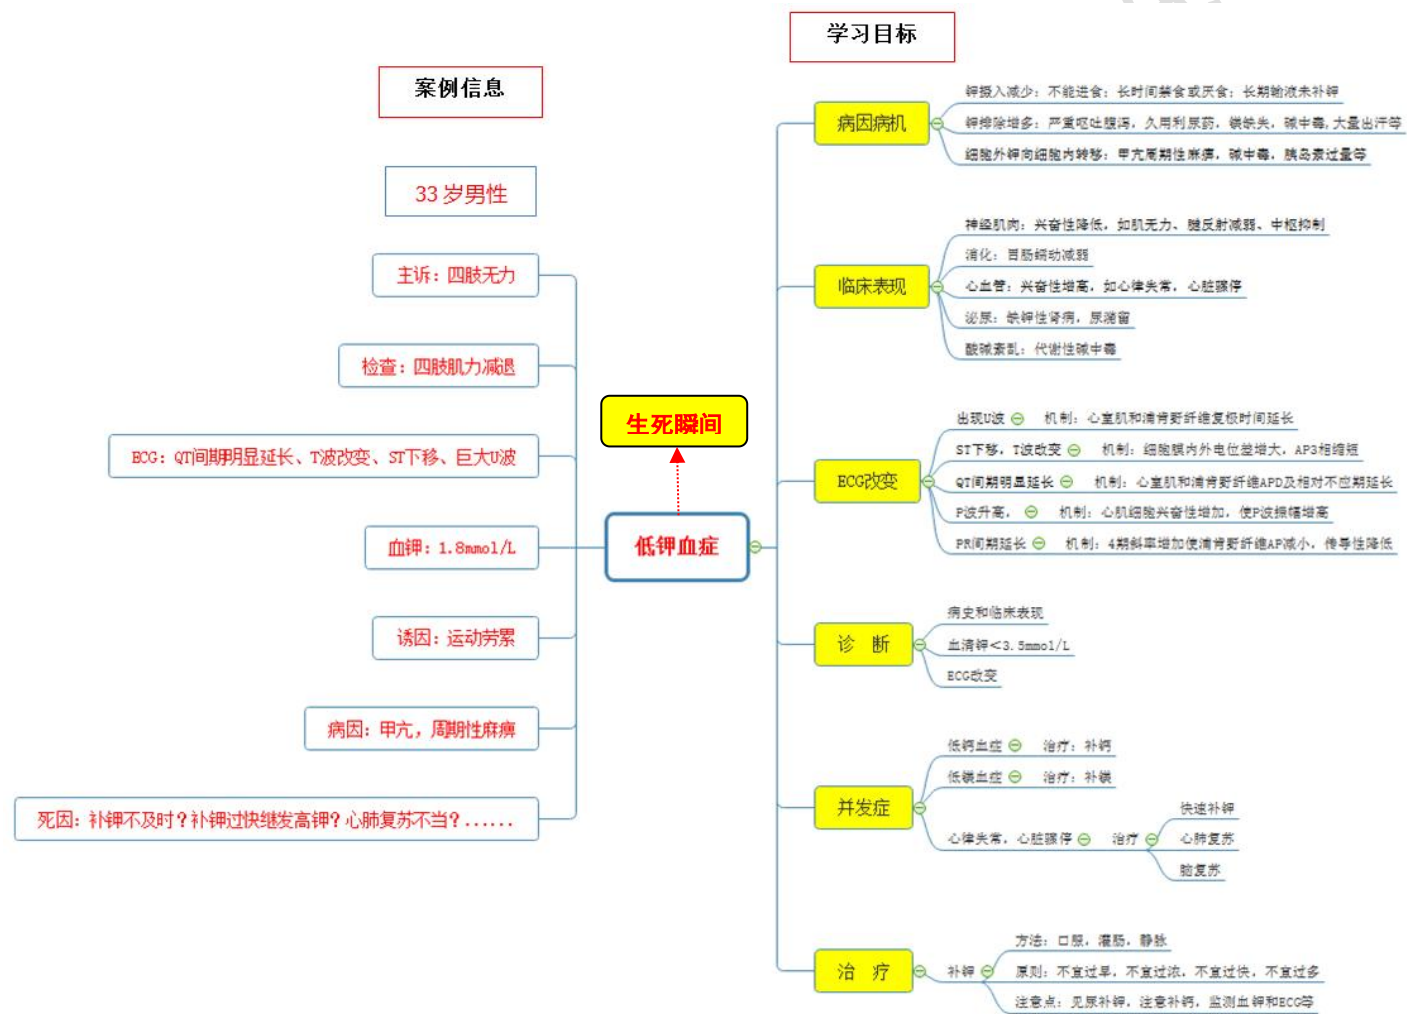 案例信息
33 岁男性
主诉：四肢无力
检查：四肢肌力减退
ECG：QT间期明显延长、T波改变、ST下移、巨大U波
血钾：1.8mmol/L
诱因：运动劳累
病因：甲亢，周期性麻痹
死因：补钾不及时？补钾过快继发高钾？心肺复苏不当？......
生死瞬间
低钾血症
学习目标
病因病机
钾摄入减少：不能进食；长时间禁食或厌食；长期输液未补钾
钾排除增多：严重呕吐腹泻，久用利尿药，镁缺失，碱中毒,大量出汗等
细胞外钾向细胞内转移：甲亢周期性麻痹，碱中毒，胰岛素过量等
临床表现
神经肌肉：兴奋性降低，如肌无力、腱反射减弱、中枢抑制
消化：胃肠蠕动减弱
心血管：兴奋性增高，如心律失常，心脏骤停
泌尿：缺钾性肾病，尿潴留
酸碱紊乱：代谢性碱中毒
ECG改变
出现U波 机制：心室肌和浦肯野纤维复极时间延长
ST下移，T波改变 机制：细胞膜内外电位差增大，AP3相缩短
QT间期明显延长 机制：心室肌和浦肯野纤维APD及相对不应期延长
P波升高， 机制：心肌细胞兴奋性增加，使P波振幅增高
PR间期延长 机制：4期斜率增加使浦肯野纤维AP减小，传导性降低
诊 断
病史和临床表现
血清钾＜3.5mmol/L
ECG改变
并发症
低钙血症 治疗：补钙
低镁血症 治疗：补镁
心律失常，心脏骤停 治疗
快速补钾
心肺复苏
脑复苏
治 疗
补钾
方法：口服，灌肠，静脉
原则：不宜过早，不宜过浓，不宜过快，不宜过多
注意点：见尿补钾，注意补钙，监测血钾和ECG等